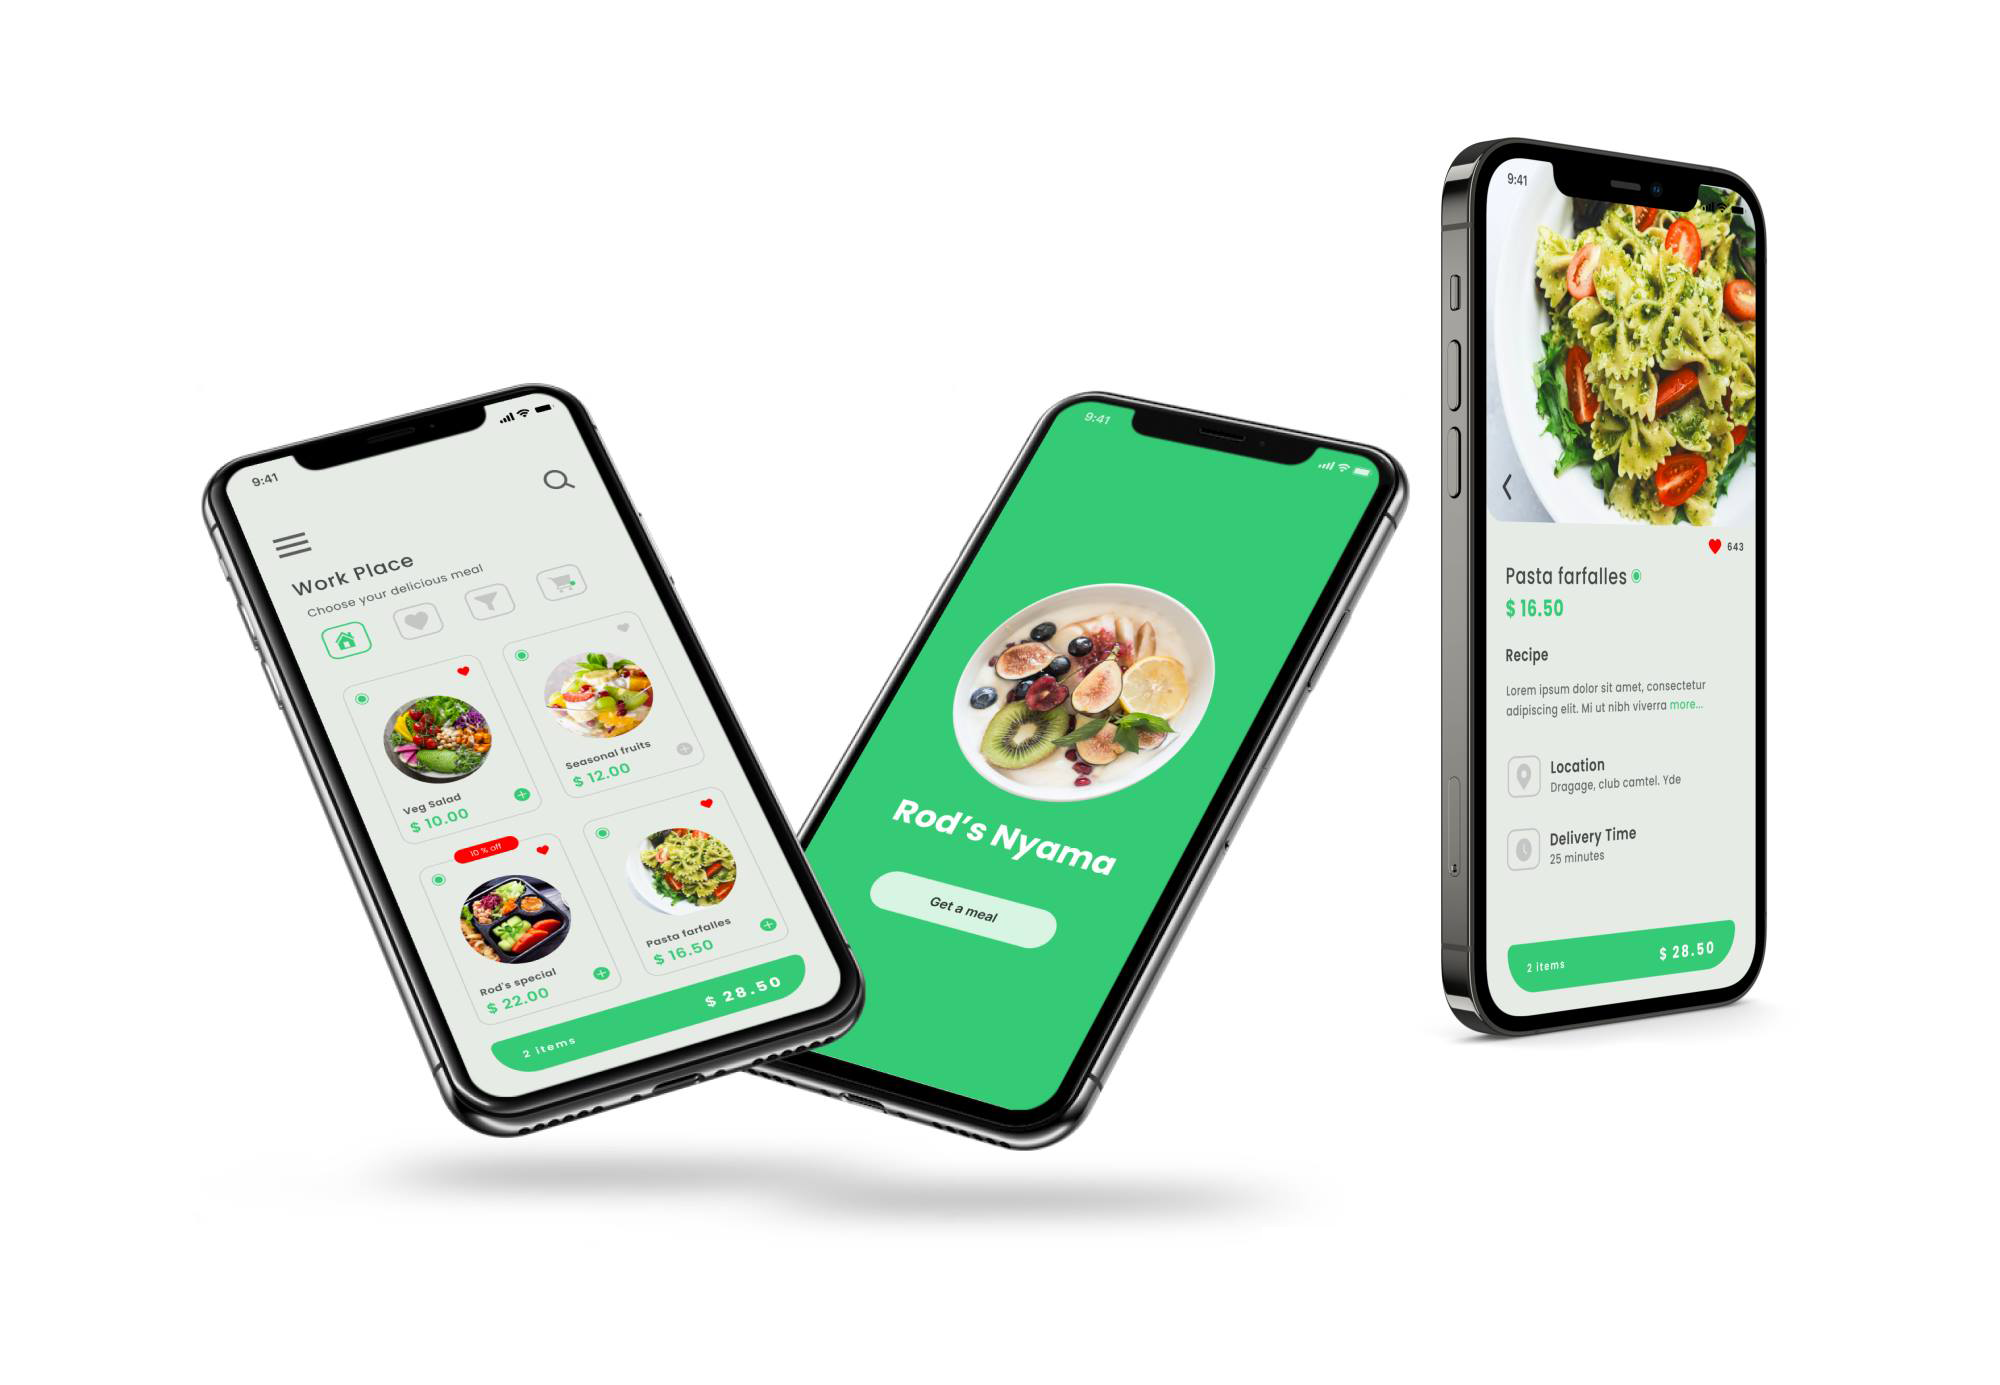 9:41
Work Place
Choose your delicious meal
Veg Salad
$ 10.00
Seasonal fruits
$ 12.00
10 % off
Rod's special
$ 22.00
Pasta farfalles
$ 16.50
2 items
$ 28.50
9:41
Rod's Nyama
Get a meal
9:41
643
Pasta farfalles
$ 16.50
Recipe
Lorem ipsum dolor sit amet, consectetur
adipiscing elit. Mi ut nibh viverra more...
Location
Dragage, club camtel. Yde
Delivery Time
25 minutes
2 items
$ 28.50